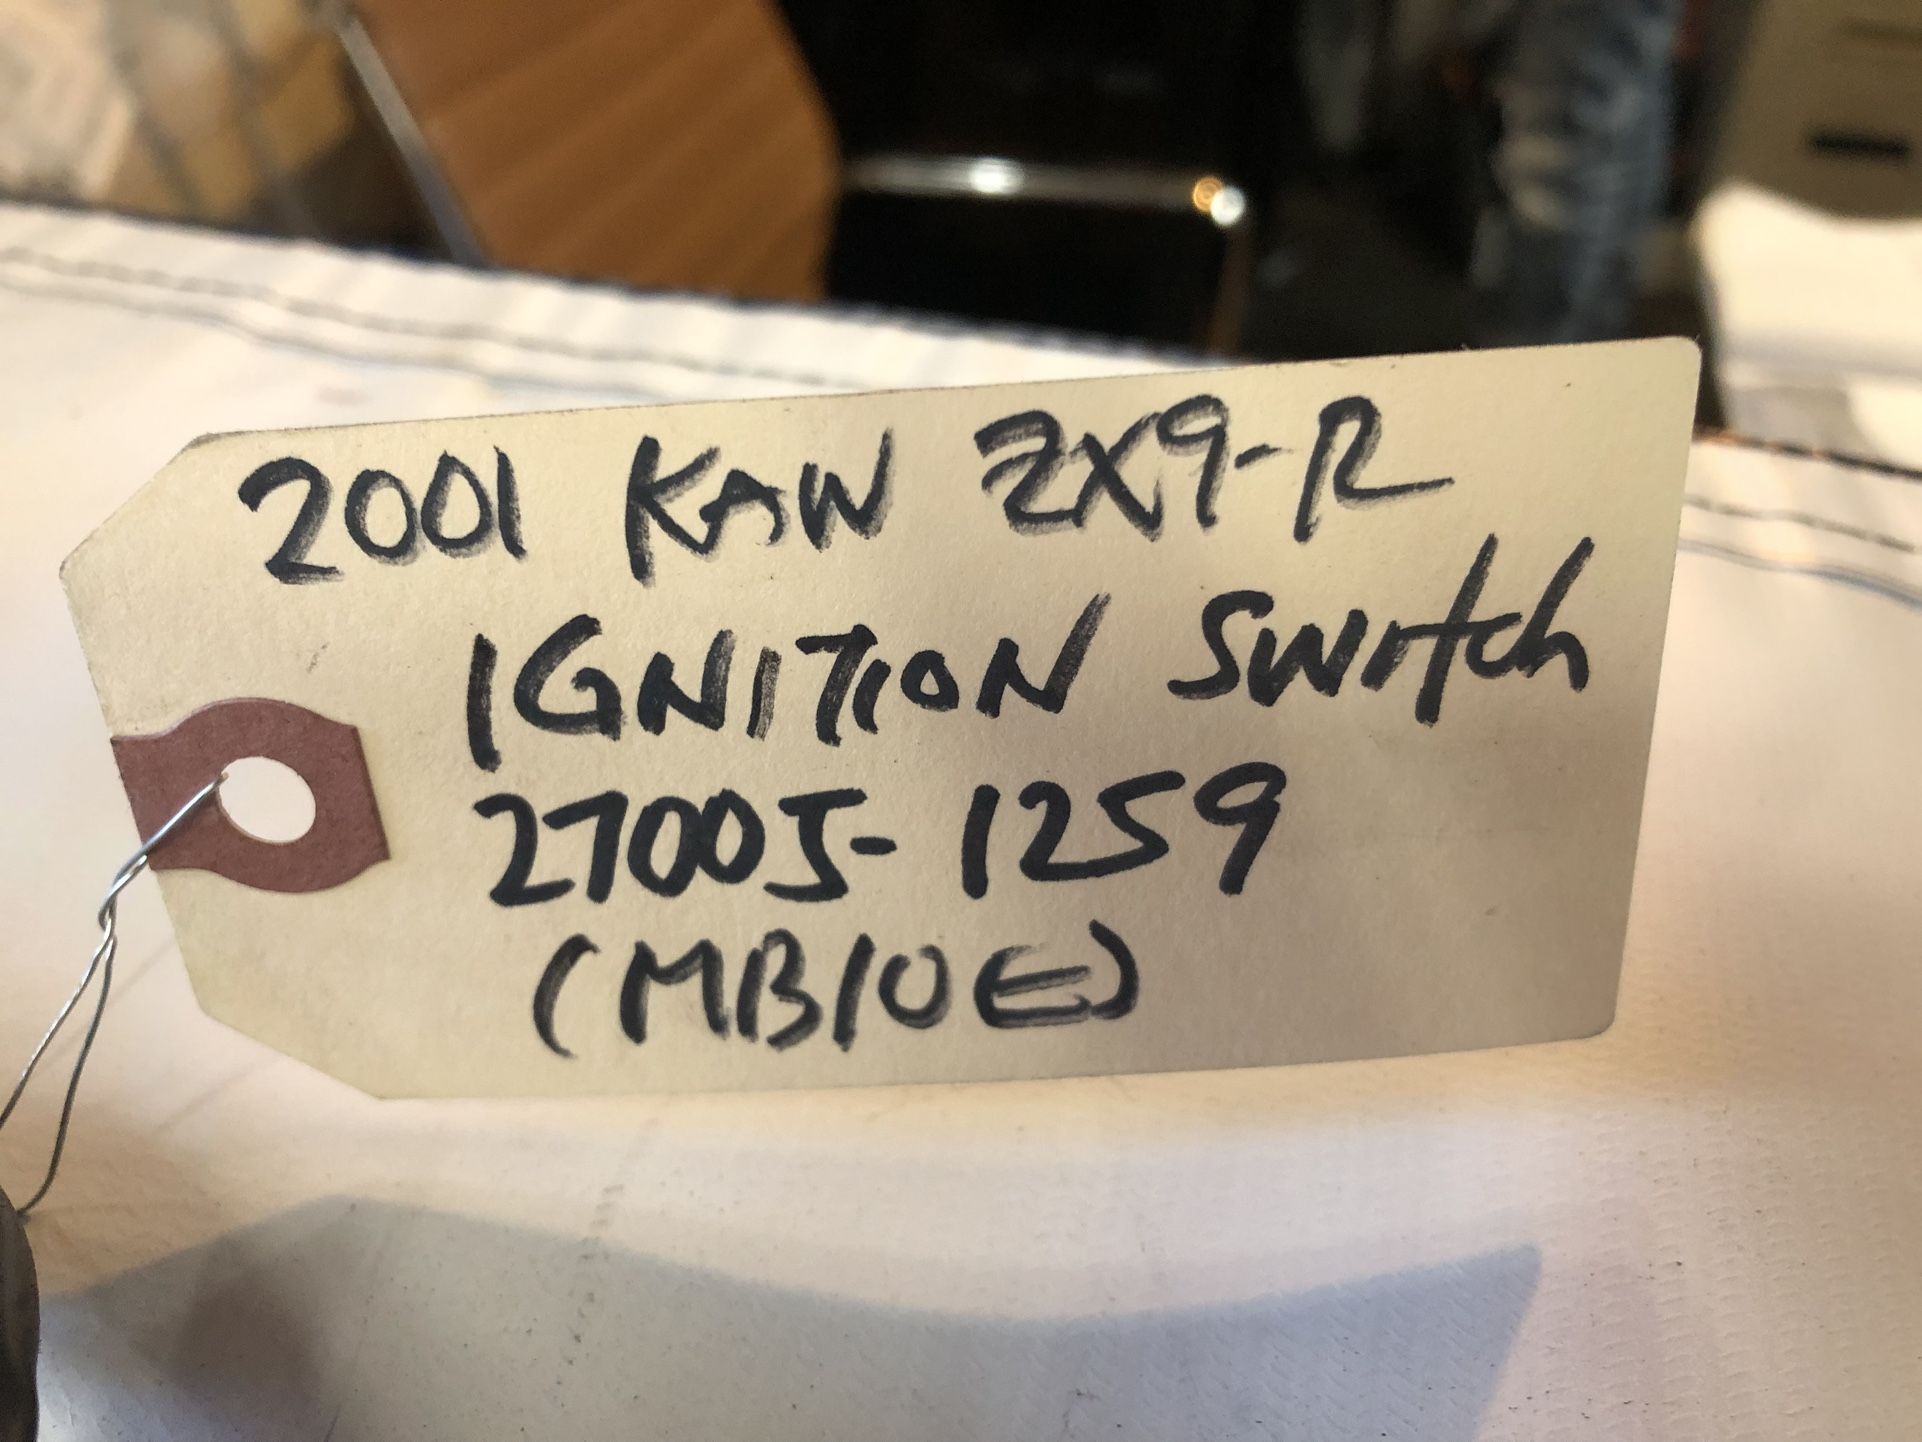 2001 KAW ZX9-R
IGNITION Switch
27005-1259
(MB10E)